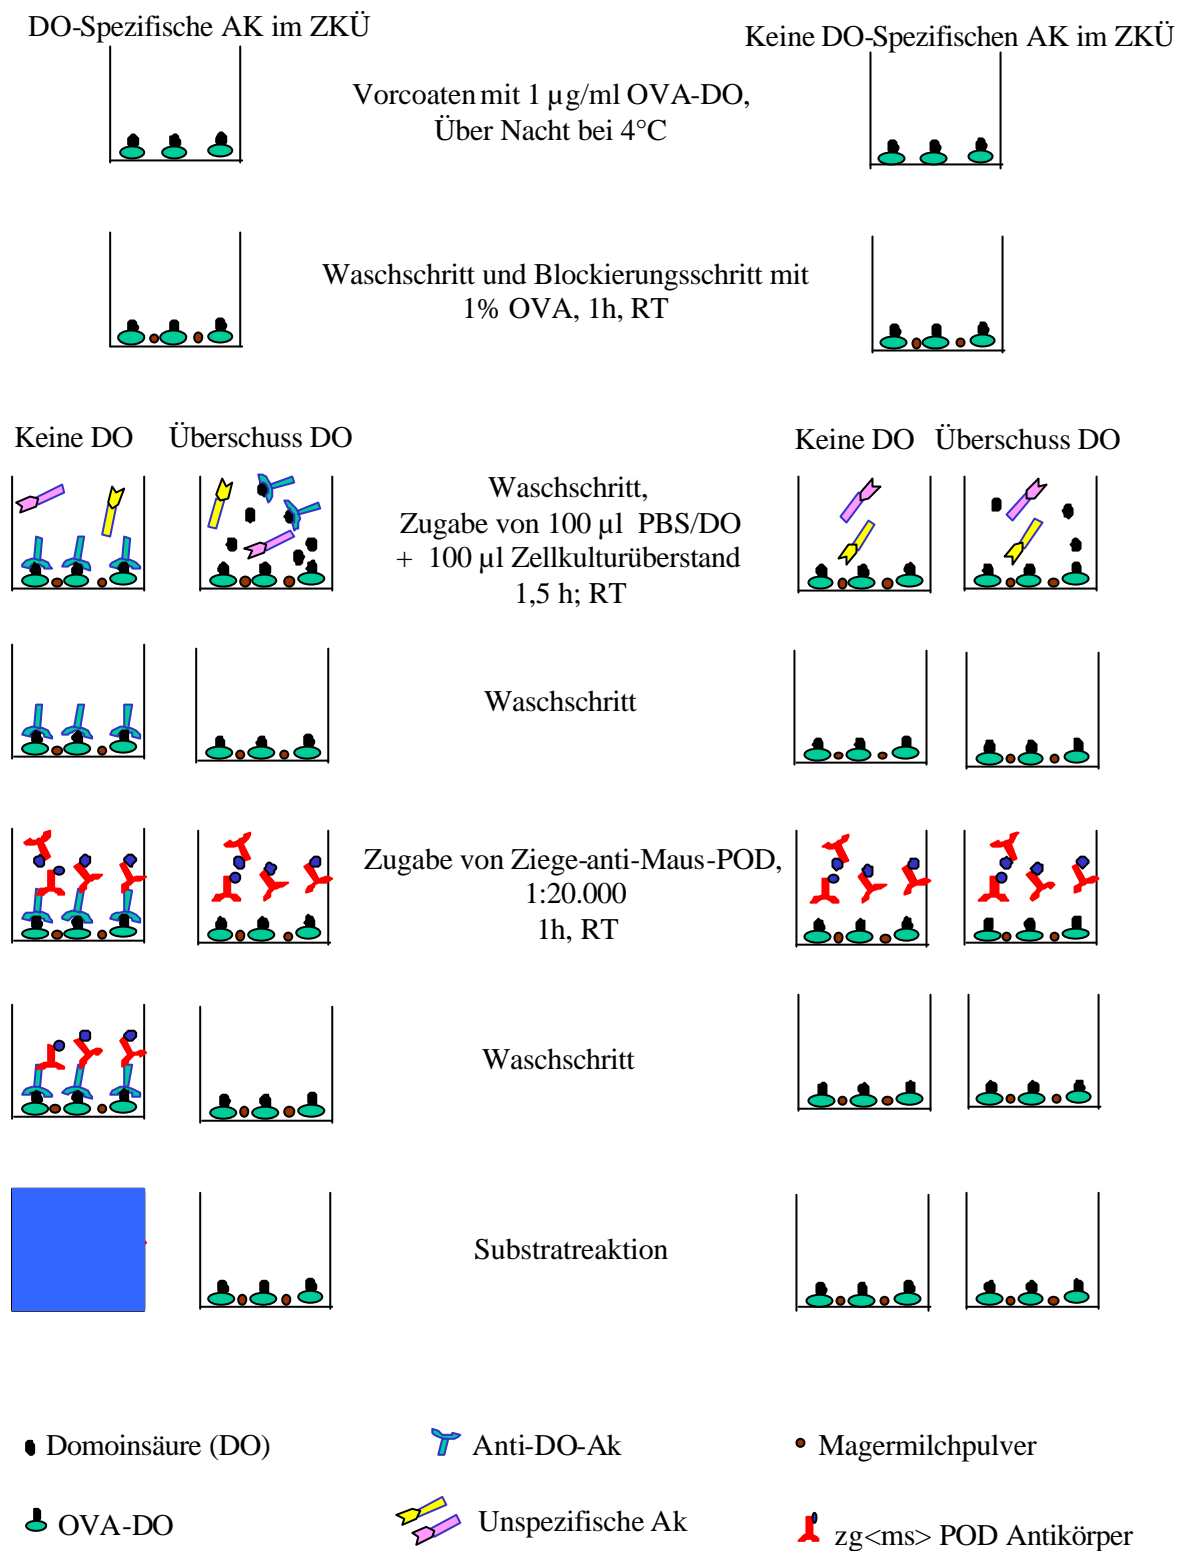 DO-Spezifische AK im ZKÜ
Keine DO-Spezifischen AK im ZKÜ
Vorcoaten mit 1 µg/ml OVA-DO,
Über Nacht bei 4°C
Waschschritt und Blockierungsschritt mit
1% OVA, 1h, RT
Keine DO
Überschuss DO
Keine DO
Überschuss DO
Waschschritt,
Zugabe von 100 µl PBS/DO
+ 100 µl Zellkulturüberstand
1,5 h; RT
Waschschritt
Zugabe von Ziege-anti-Maus-POD,
1:20.000
1h, RT
Waschschritt
Substratreaktion
Domoinsäure (DO)
Anti-DO-Ak
Magermilchpulver
OVA-DO
Unspezifische Ak
zg<ms> POD Antikörper